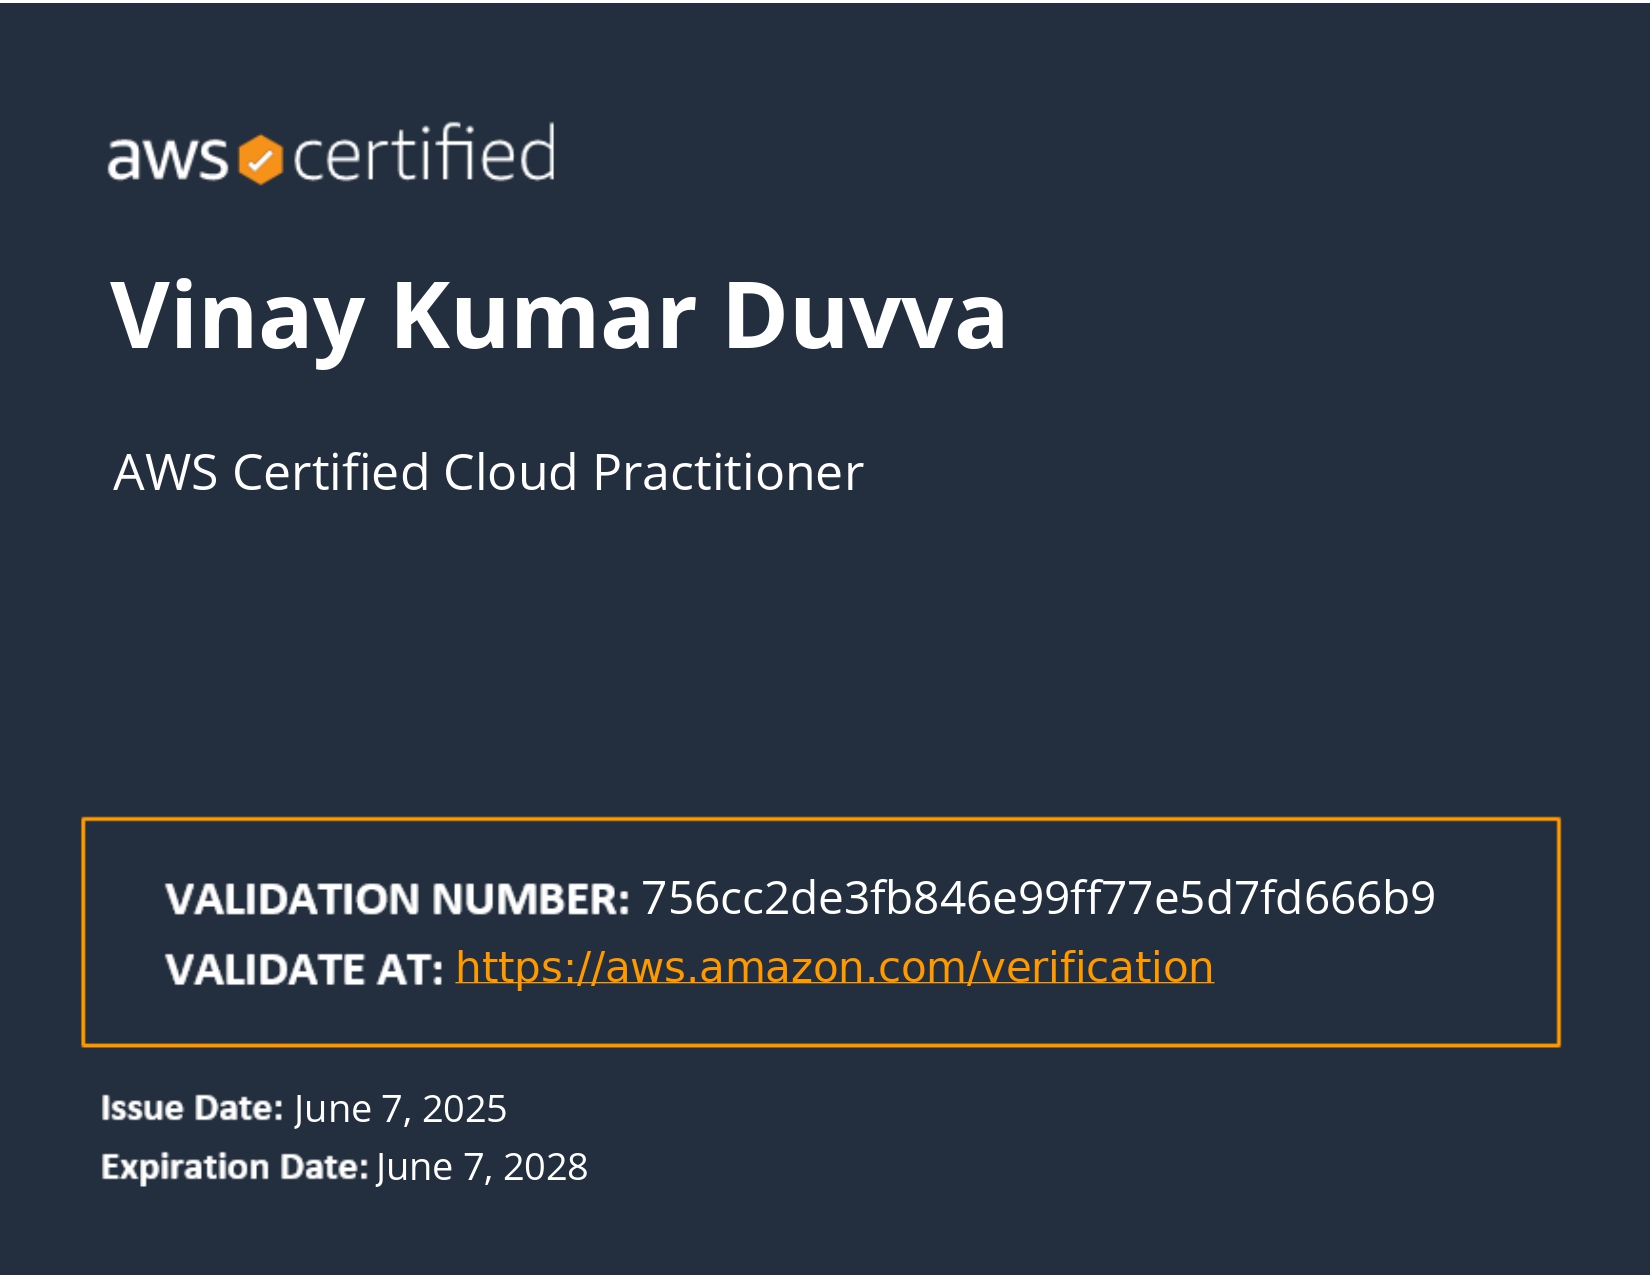 aws certified
Vinay Kumar Duvva
AWS Certified Cloud Practitioner
VALIDATION NUMBER: 756cc2de3fb846e99ff77e5d7fd666b9
VALIDATE AT: https://aws.amazon.com/verification
Issue Date: June 7, 2025
Expiration Date: June 7, 2028